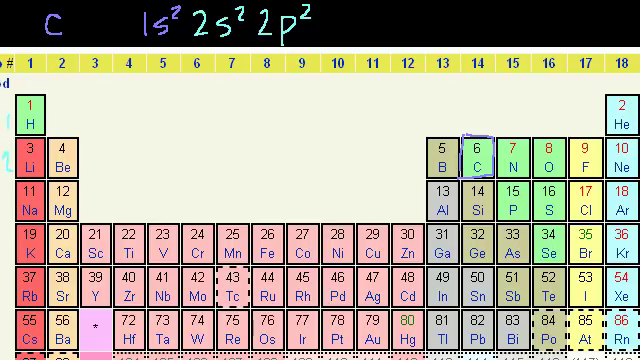 C 1s² 2s² 2p²
# 1 2 3 4 5 6 7 8 9 10 11 12 13 14 15 16 17 18
d
1 1 2
H He
2 3 4 5 6 7 8 9 10
Li Be B C N O F Ne
11 12 13 14 15 16 17 18
Na Mg Al Si P S Cl Ar
19 20 21 22 23 24 25 26 27 28 29 30 31 32 33 34 35 36
K Ca Sc Ti V Cr Mn Fe Co Ni Cu Zn Ga Ge As Se Br Kr
37 38 39 40 41 42 43 44 45 46 47 48 49 50 51 52 53 54
Rb Sr Y Zr Nb Mo Tc Ru Rh Pd Ag Cd In Sn Sb Te I Xe
55 56 * 72 73 74 75 76 77 78 79 80 81 82 83 84 85 86
Cs Ba Hf Ta W Re Os Ir Pt Au Hg Tl Pb Bi Po At Rn